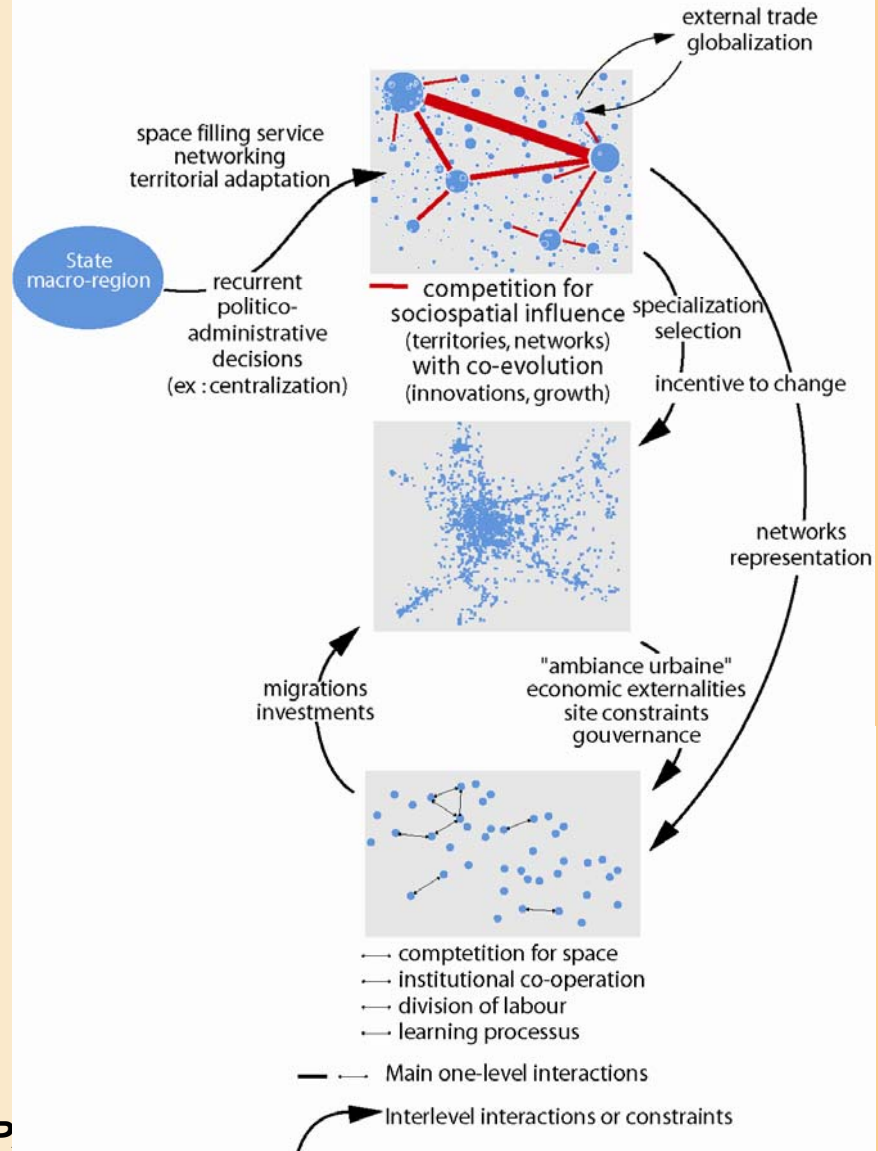 external trade
globalization
space filling service
networking
territorial adaptation
State
macro-region
recurrent
politico-
administrative
decisions
(ex : centralization)
competition for
sociospatial influence
(territories, networks)
with co-evolution
(innovations, growth)
specialization
selection
incentive to change
networks
representation
migrations
investments
"ambiance urbaine"
economic externalities
site constraints
gouvernance
comptetition for space
institutional co-operation
division of labour
learning processus
Main one-level interactions
Interlevel interactions or constraints